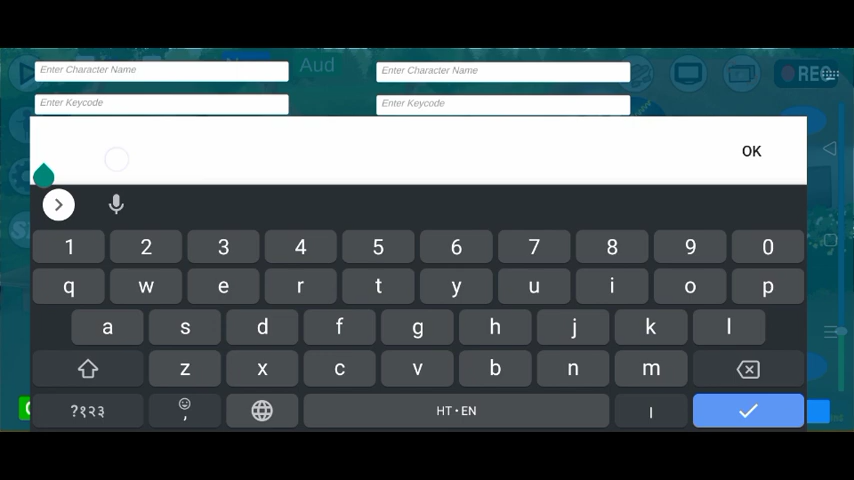 Aud
REC
Enter Character Name Enter Character Name
Enter Keycode Enter Keycode
OK
1 2 3 4 5 6 7 8 9 0
q w e r t y u i o p
a s d f g h j k l
z x c v b n m
?१२३ , HT • EN ।